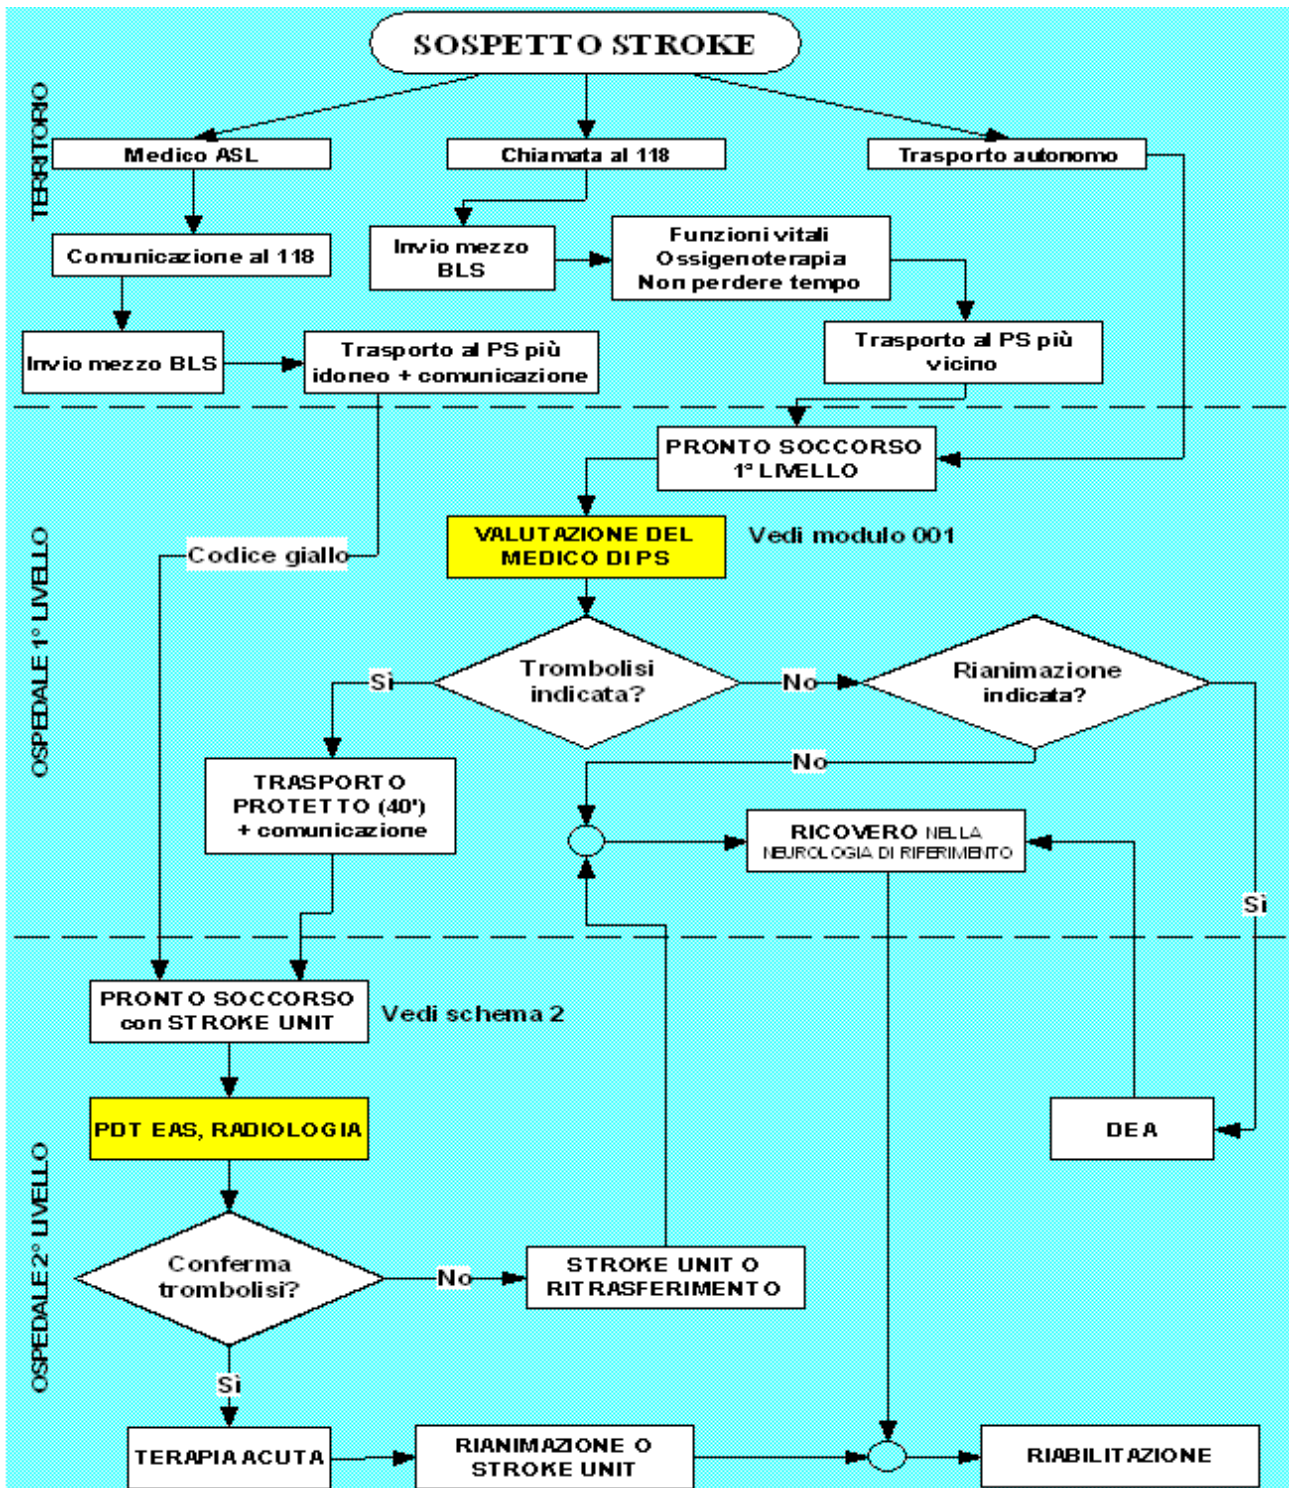 SOSPETTO STROKE
TERRITORIO
Medico ASL
Chiamata al 118
Trasporto autonomo
Comunicazione al 118
Invio mezzo
BLS
Funzioni vitali
Ossigenoterapia
Non perdere tempo
Invio mezzo BLS
Trasporto al PS più
idoneo + comunicazione
Trasporto al PS più
vicino
OSPEDALE 1° LIVELLO
PRONTO SOCCORSO
1° LIVELLO
Codice giallo
VALUTAZIONE DEL
MEDICO DI PS
Vedi modulo 001
Trombolisi
indicata?
Sì
No
Rianimazione
indicata?
No
Sì
TRASPORTO
PROTETTO (40')
+ comunicazione
RICOVERO NELLA
NEUROLOGIA DI RIFERIMENTO
OSPEDALE 2° LIVELLO
PRONTO SOCCORSO
con STROKE UNIT
Vedi schema 2
PDT EAS, RADIOLOGIA
DEA
Conferma
trombolisi?
No
STROKE UNIT O
RITRASFERIMENTO
Sì
TERAPIA ACUTA
RIANIMAZIONE O
STROKE UNIT
RIABILITAZIONE